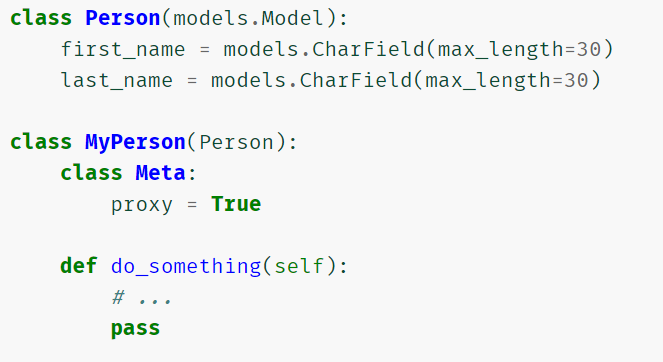 class Person(models.Model):
    first_name = models.CharField(max_length=30)
    last_name = models.CharField(max_length=30)

class MyPerson(Person):
    class Meta:
        proxy = True

    def do_something(self):
        # ...
        pass